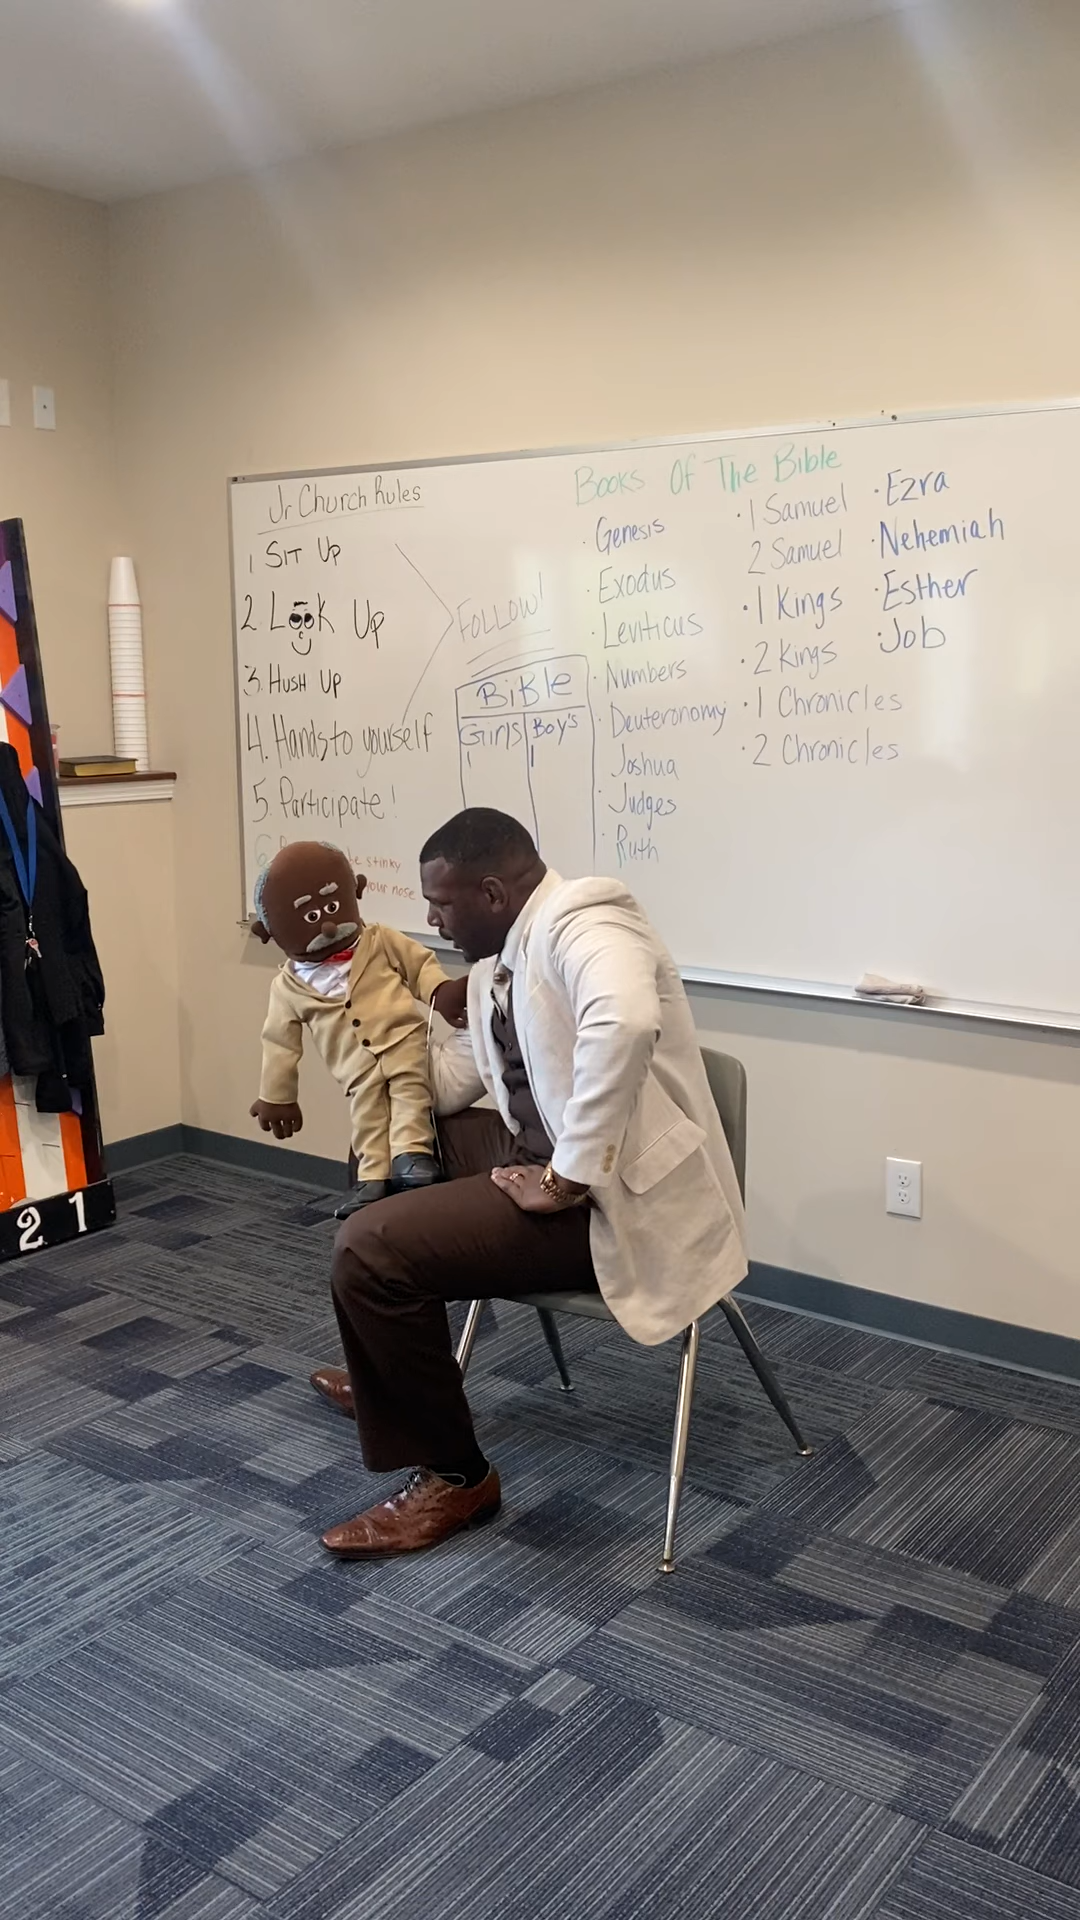 Jr Church Rules
1 SIT UP
2. LooK UP
3. HUSH UP
4. Hands to yourself
5. Participate!
6.
be stinky
your nose
FOLLOW!
BiBle
Girls Boy's
| |
Books Of The Bible
· Genesis
· Exodus
· Leviticus
· Numbers
· Deuteronomy
· Joshua
· Judges
· Ruth
· 1 Samuel
2 Samuel
· 1 Kings
· 2 Kings
· 1 Chronicles
· 2 Chronicles
· Ezra
· Nehemiah
· Esther
· Job
2 1